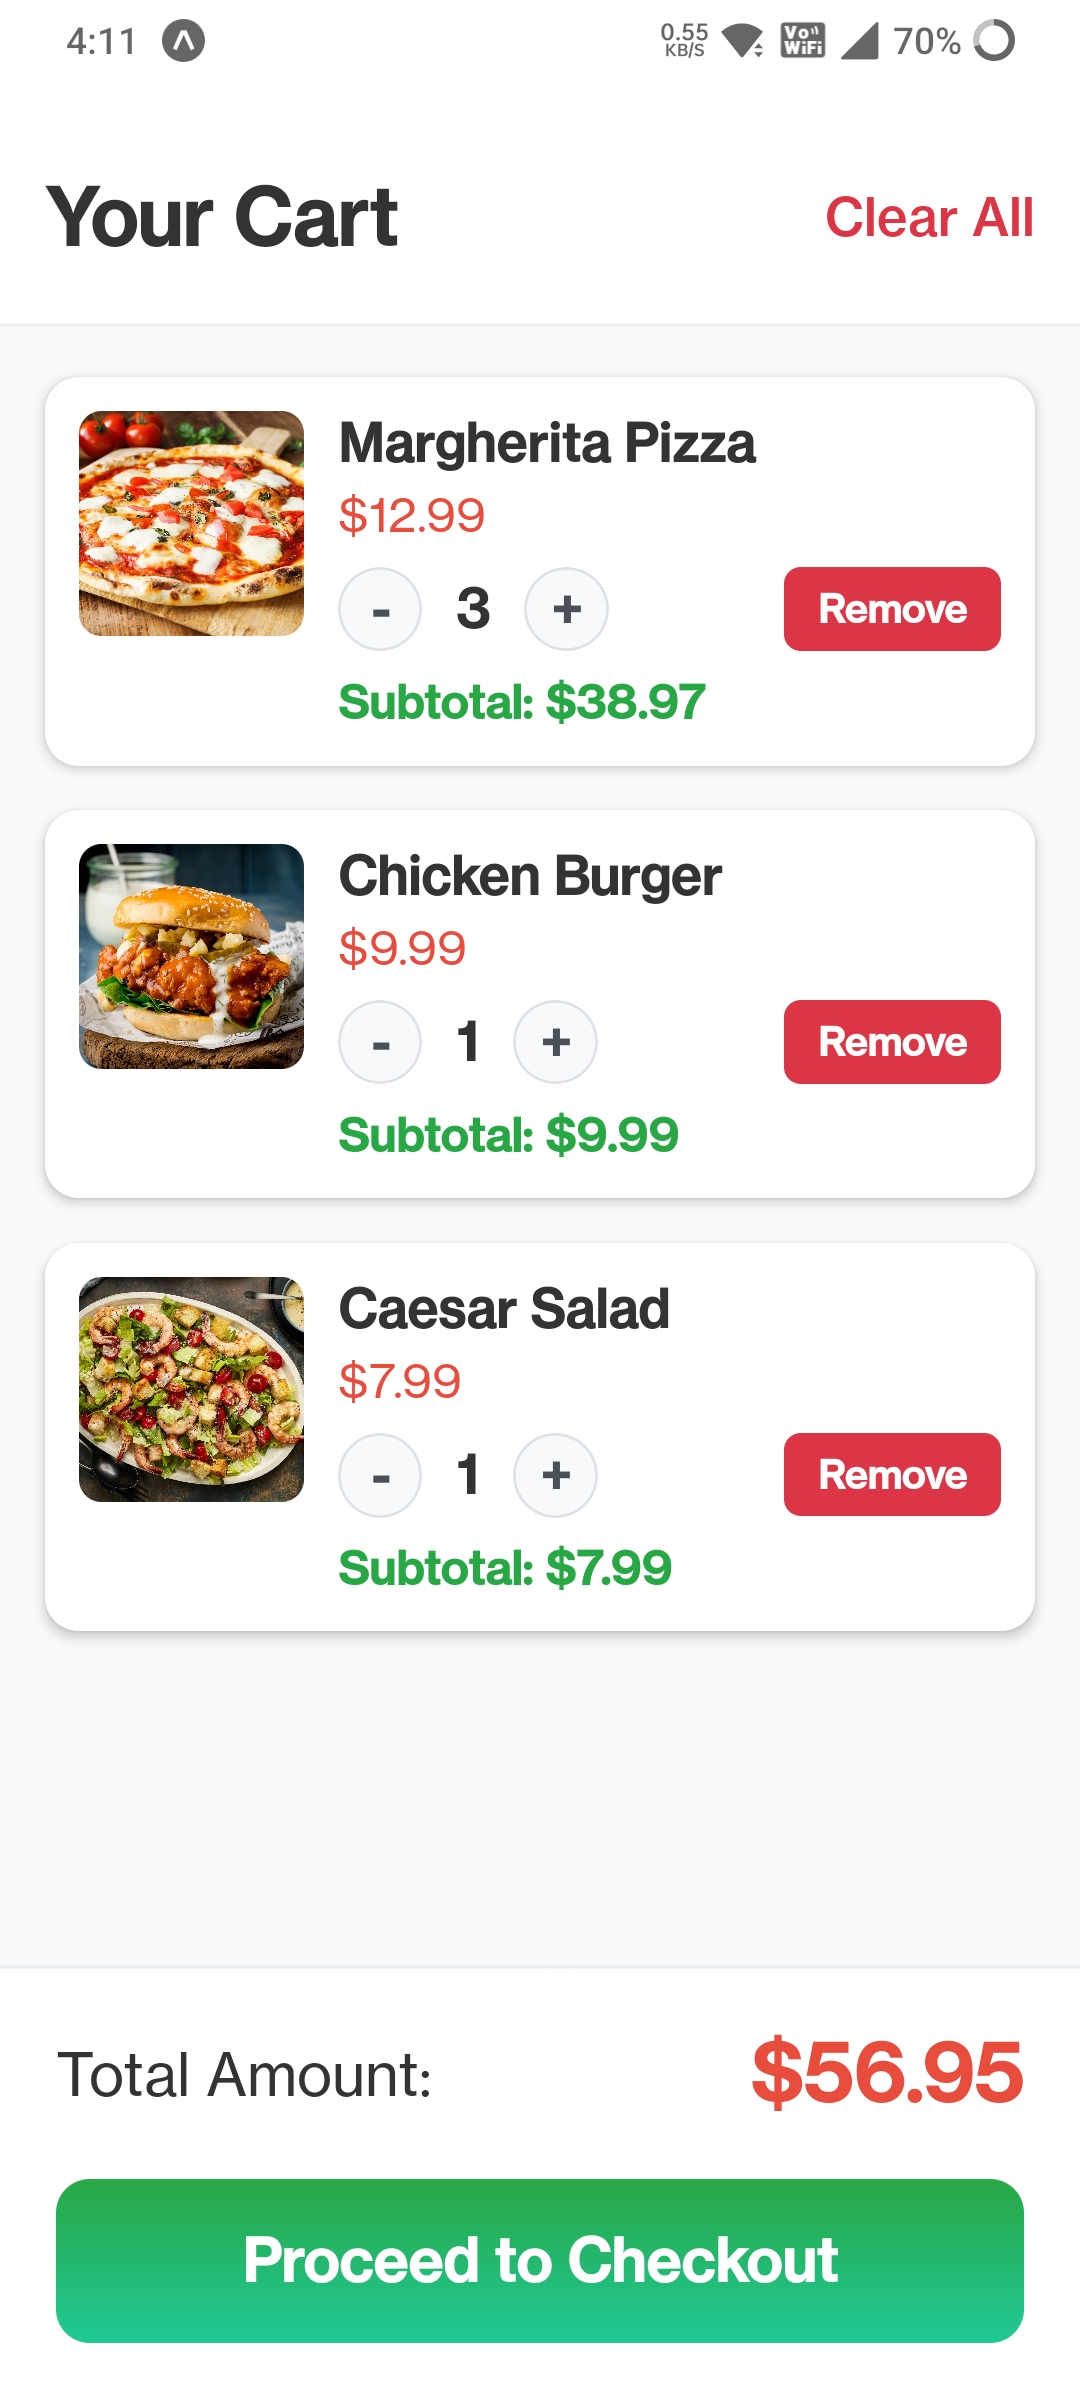 4:11
0.55 KB/S Vo WiFi 70%
Your Cart
Clear All
Margherita Pizza
$12.99
- 3 + Remove
Subtotal: $38.97
Chicken Burger
$9.99
- 1 + Remove
Subtotal: $9.99
Caesar Salad
$7.99
- 1 + Remove
Subtotal: $7.99
Total Amount: $56.95
Proceed to Checkout